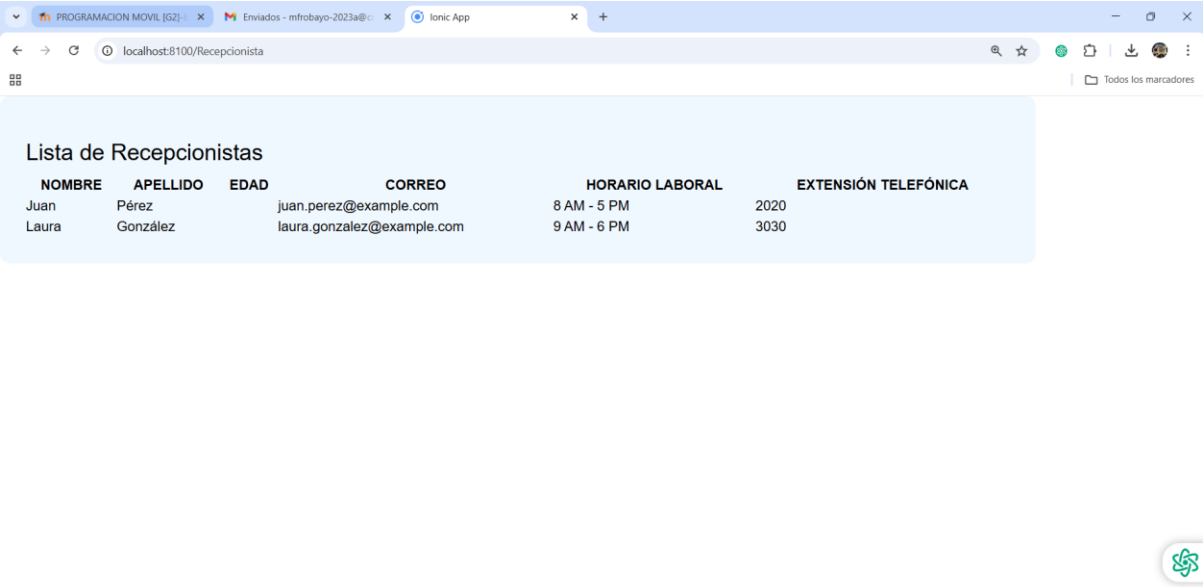 PROGRAMACION MOVIL [G2]-
Enviados - mfrobayo-2023a@c
Ionic App
localhost:8100/Recepcionista
Todos los marcadores
Lista de Recepcionistas
NOMBRE APELLIDO EDAD CORREO HORARIO LABORAL EXTENSIÓN TELEFÓNICA
Juan Pérez juan.perez@example.com 8 AM - 5 PM 2020
Laura González laura.gonzalez@example.com 9 AM - 6 PM 3030